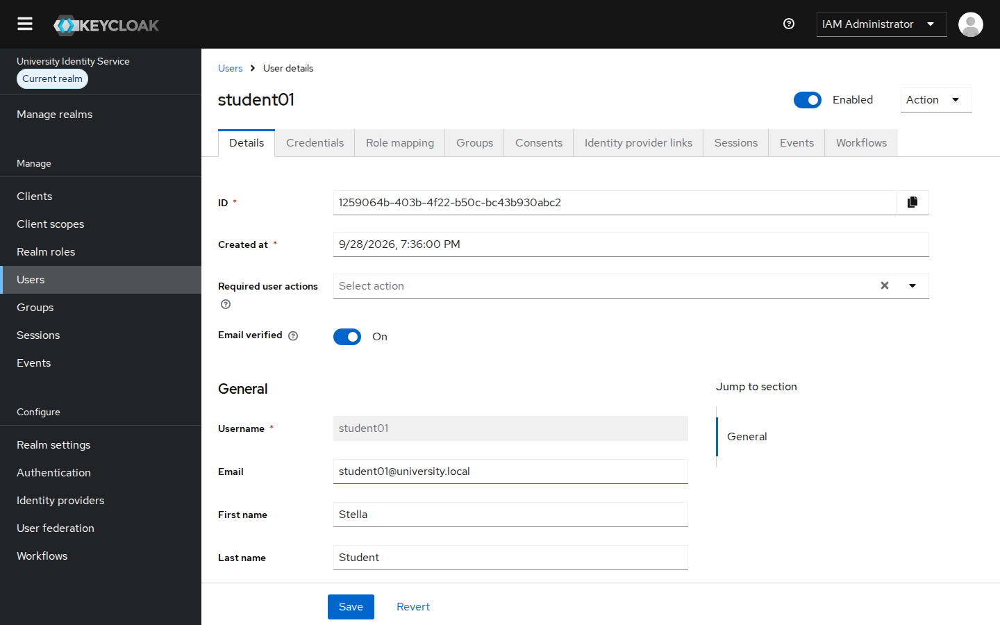 KEYCLOAK
IAM Administrator
University Identity Service
Current realm
Manage realms
Manage
Clients
Client scopes
Realm roles
Users
Groups
Sessions
Events
Configure
Realm settings
Authentication
Identity providers
User federation
Workflows
Users
User details
student01
Enabled
Action
Details
Credentials
Role mapping
Groups
Consents
Identity provider links
Sessions
Events
Workflows
ID *
1259064b-403b-4f22-b50c-bc43b930abc2
Created at *
9/28/2026, 7:36:00 PM
Required user actions
Select action
Email verified
On
General
Username *
student01
Email
student01@university.local
First name
Stella
Last name
Student
Jump to section
General
Save
Revert